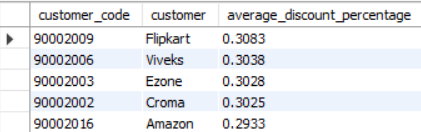 customer_code customer average_discount_percentage
90002009 Flipkart 0.3083
90002006 Viveks 0.3038
90002003 Ezone 0.3028
90002002 Croma 0.3025
90002016 Amazon 0.2933